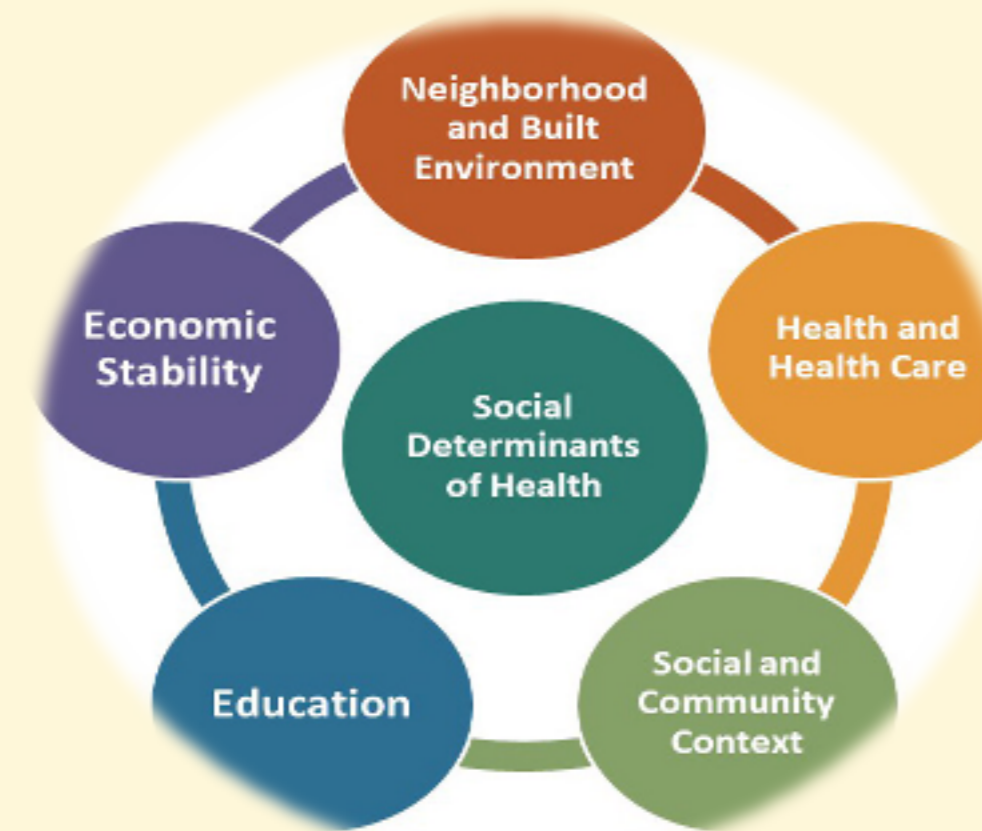 Neighborhood
and Built
Environment
Economic
Stability
Health and
Health Care
Social
Determinants
of Health
Education
Social and
Community
Context